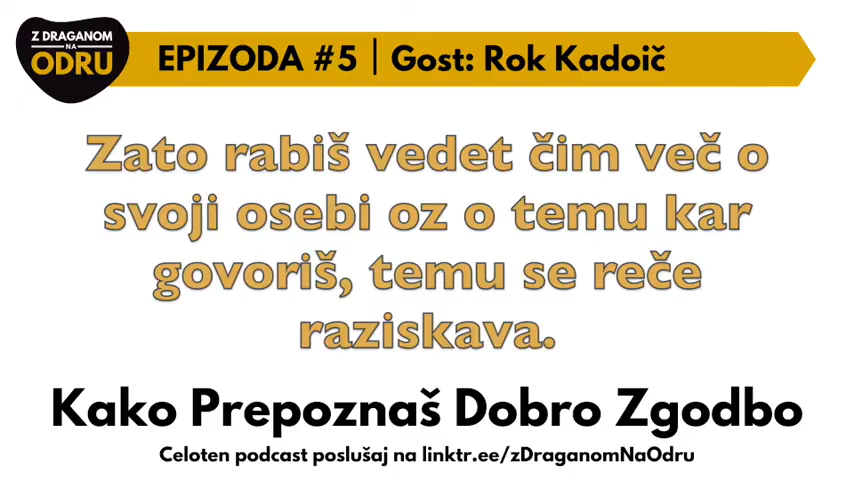 Z DRAGANOM
NA
ODRU
EPIZODA #5 | Gost: Rok Kadoič
Zato rabiš vedet čim več o
svoji osebi oz o temu kar
govoriš, temu se reče
raziskava.
Kako Prepoznaš Dobro Zgodbo
Celoten podcast poslušaj na linktr.ee/zDraganomNaOdru